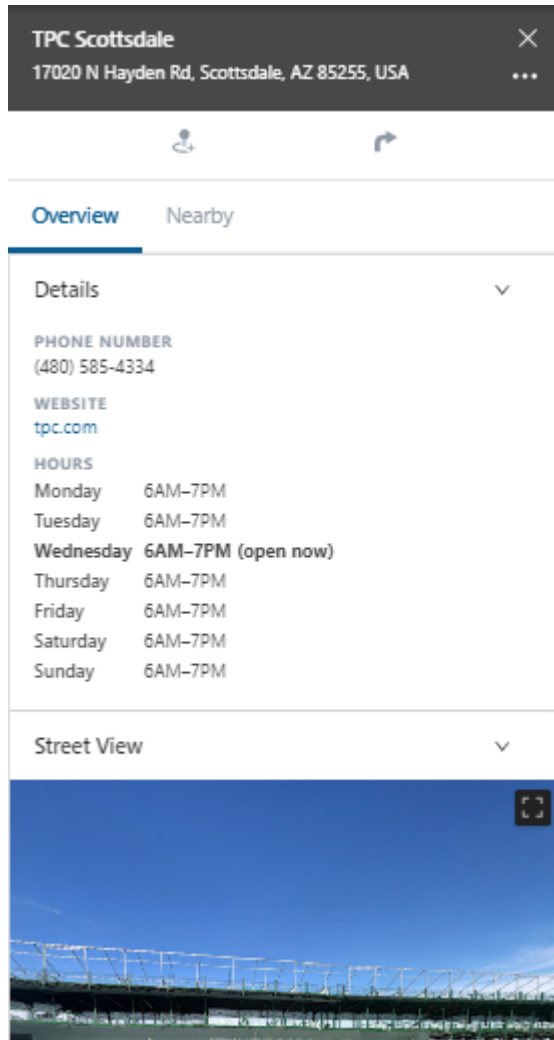 TPC Scottsdale
17020 N Hayden Rd, Scottsdale, AZ 85255, USA
Overview Nearby
Details
PHONE NUMBER
(480) 585-4334
WEBSITE
tpc.com
HOURS
Monday 6AM–7PM
Tuesday 6AM–7PM
Wednesday 6AM–7PM (open now)
Thursday 6AM–7PM
Friday 6AM–7PM
Saturday 6AM–7PM
Sunday 6AM–7PM
Street View